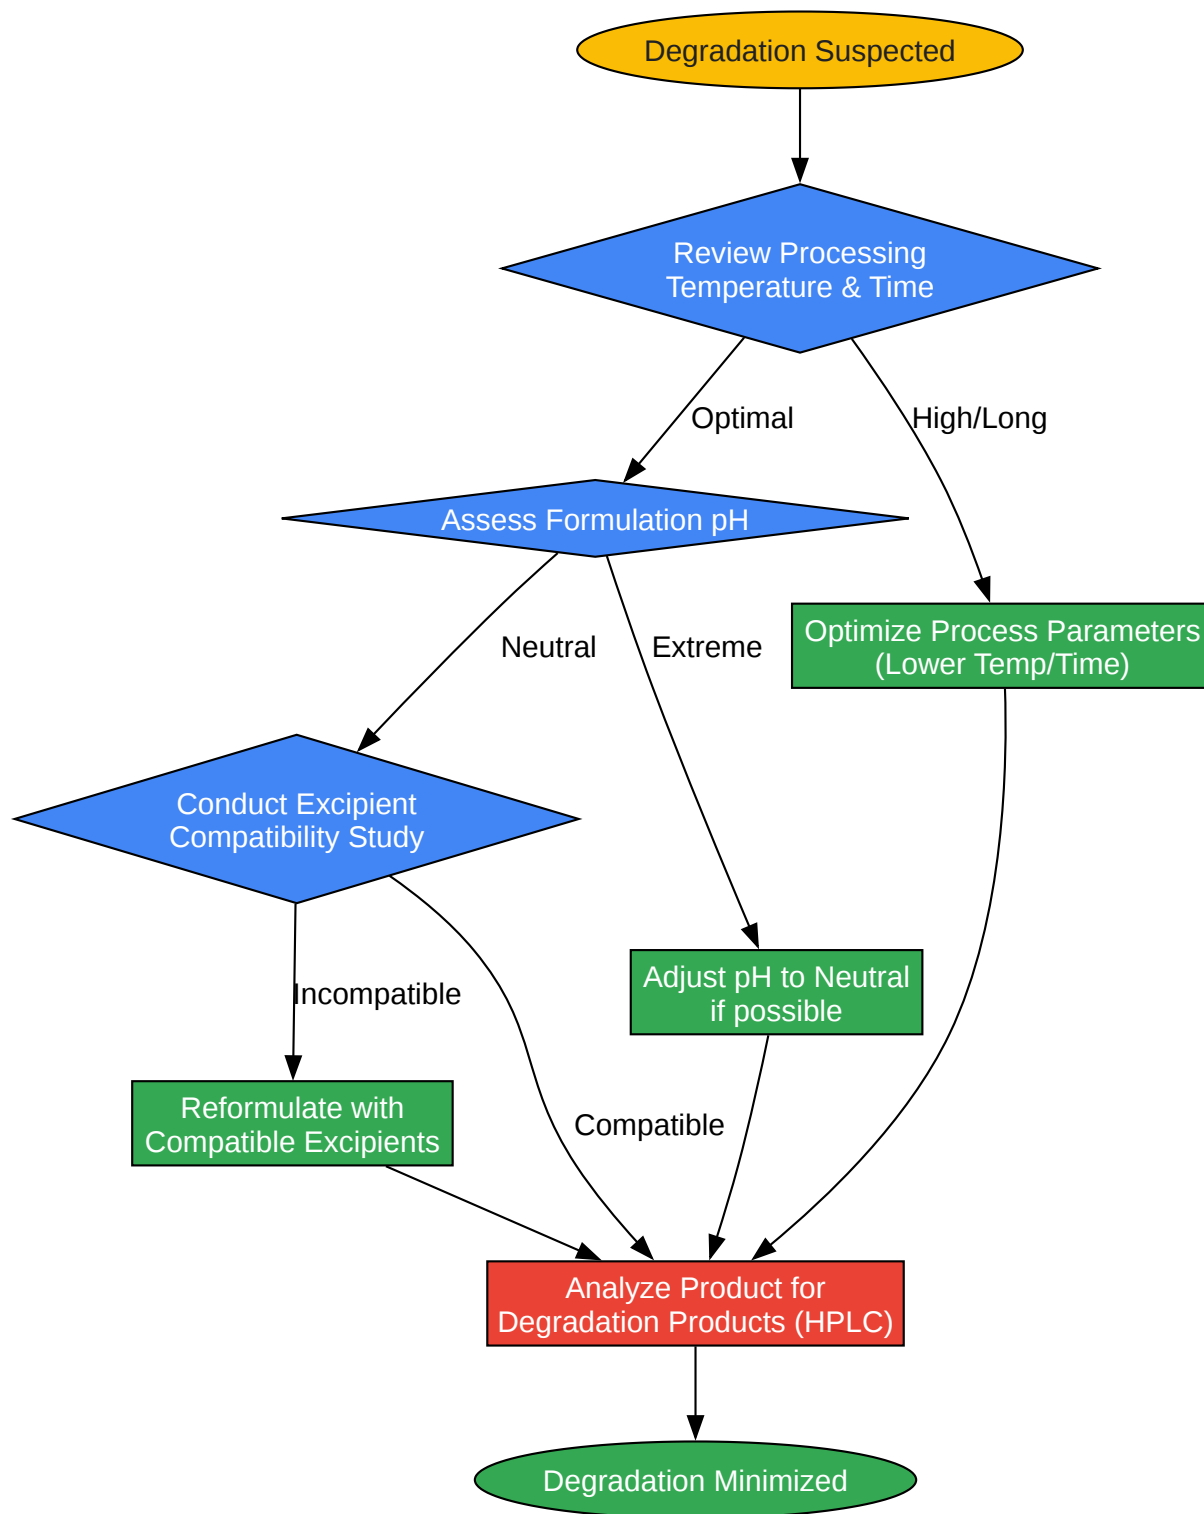 Degradation Suspected
Review Processing
Temperature & Time
Optimal
High/Long
Assess Formulation pH
Neutral
Extreme
Optimize Process Parameters
(Lower Temp/Time)
Conduct Excipient
Compatibility Study
Incompatible
Adjust pH to Neutral
if possible
Reformulate with
Compatible Excipients
Compatible
Analyze Product for
Degradation Products (HPLC)
Degradation Minimized